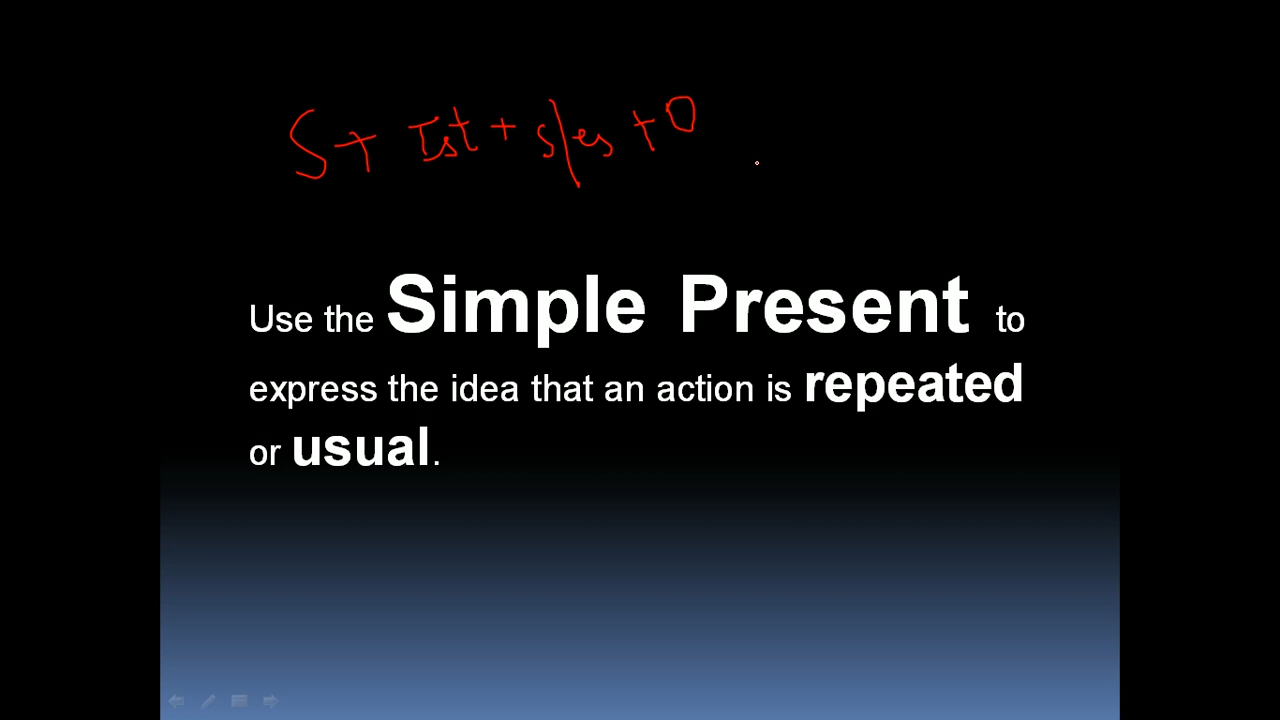 S+ Ist + s/es + O
Use the Simple Present to
express the idea that an action is repeated
or usual.